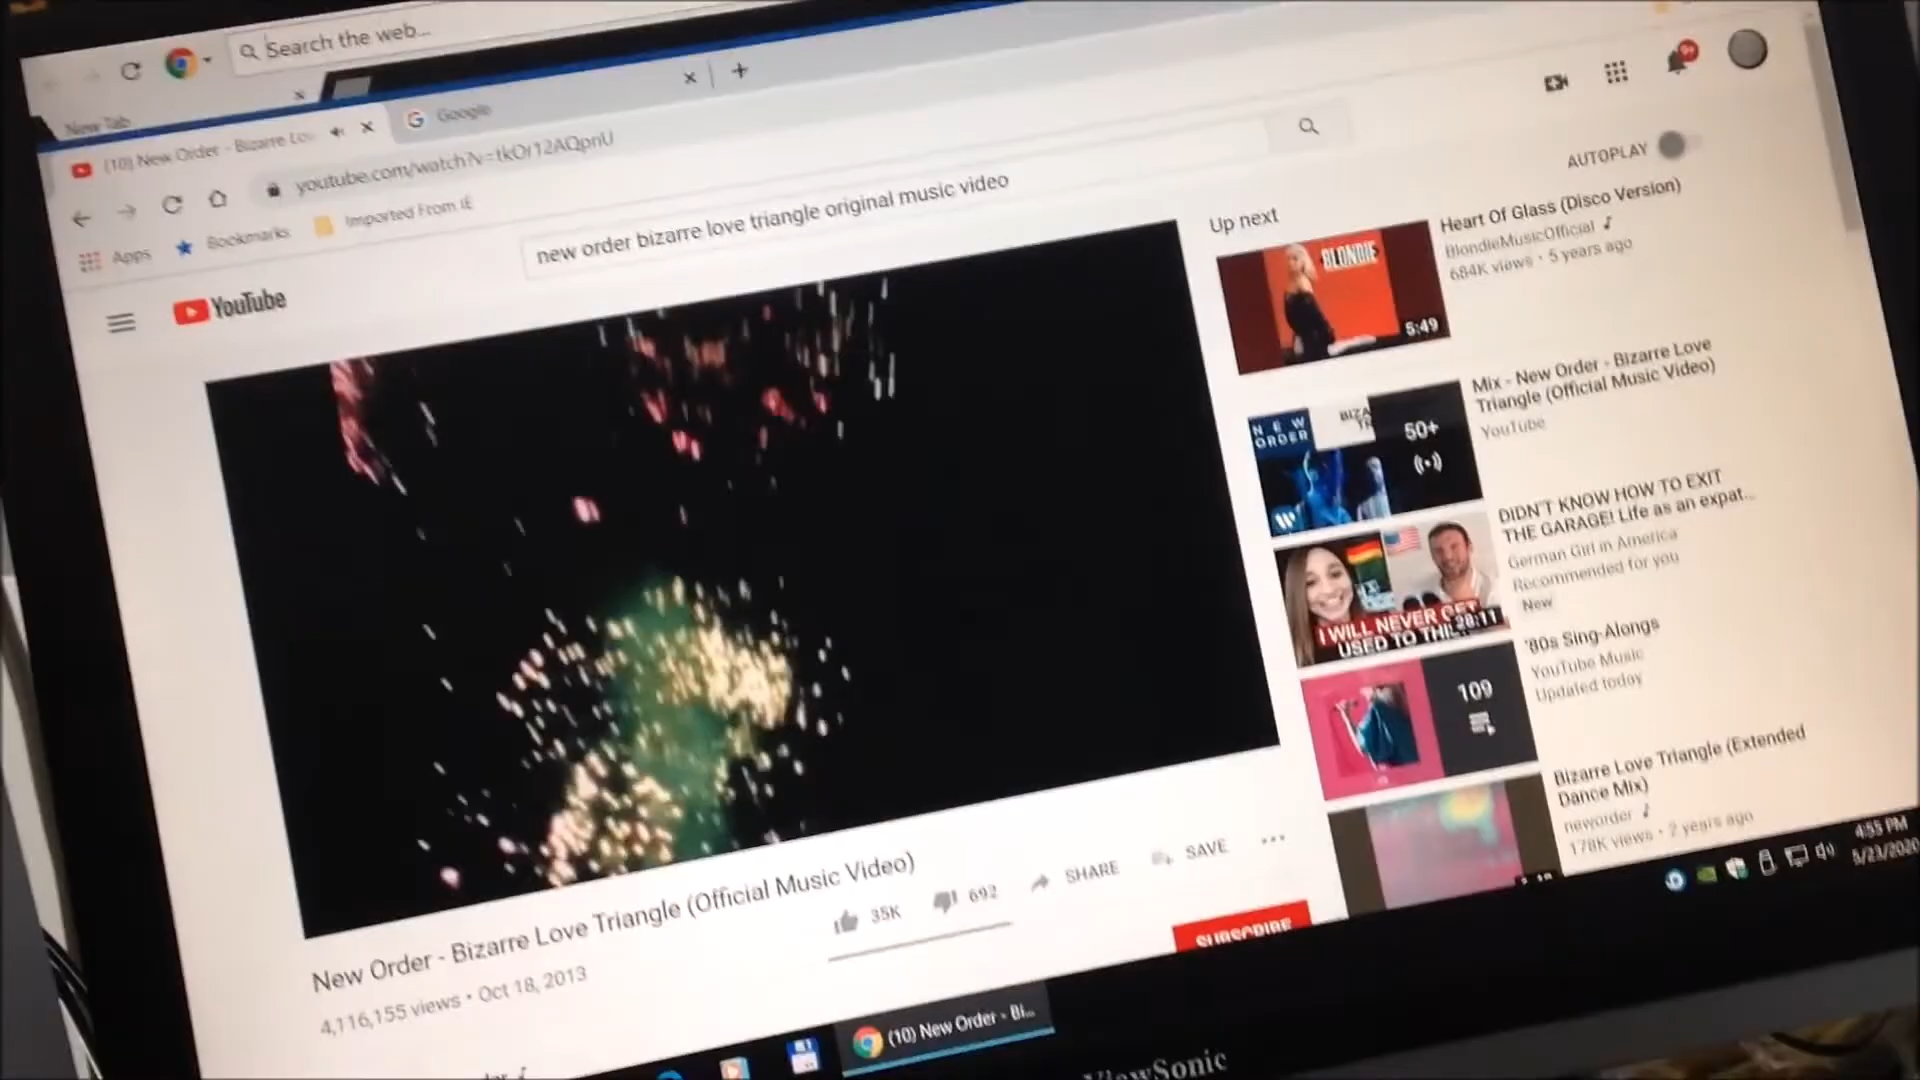 Search the web...
New Tab
(10) New Order - Bizarre Lo
Google
youtube.com/watch?v=tkOr12AQpnU
Apps
Bookmarks
Imported From IE
new order bizarre love triangle original music video
9+
YouTube
AUTOPLAY
Up next
BLONDIE
5:49
Heart Of Glass (Disco Version)
BlondieMusicOfficial
684K views • 5 years ago
NEW
ORDER
50+
Mix - New Order - Bizarre Love
Triangle (Official Music Video)
YouTube
I WILL NEVER GET
USED TO THI
28:11
DIDN'T KNOW HOW TO EXIT
THE GARAGE! Life as an expat...
German Girl in America
Recommended for you
New
109
'80s Sing-Alongs
YouTube Music
Updated today
Bizarre Love Triangle (Extended
Dance Mix)
neworder
178K views • 2 years ago
New Order - Bizarre Love Triangle (Official Music Video)
4,116,155 views • Oct 18, 2013
35K
692
SHARE
SAVE
SUBSCRIBE
(10) New Order - Bi...
4:55 PM
5/23/2020
ViewSonic